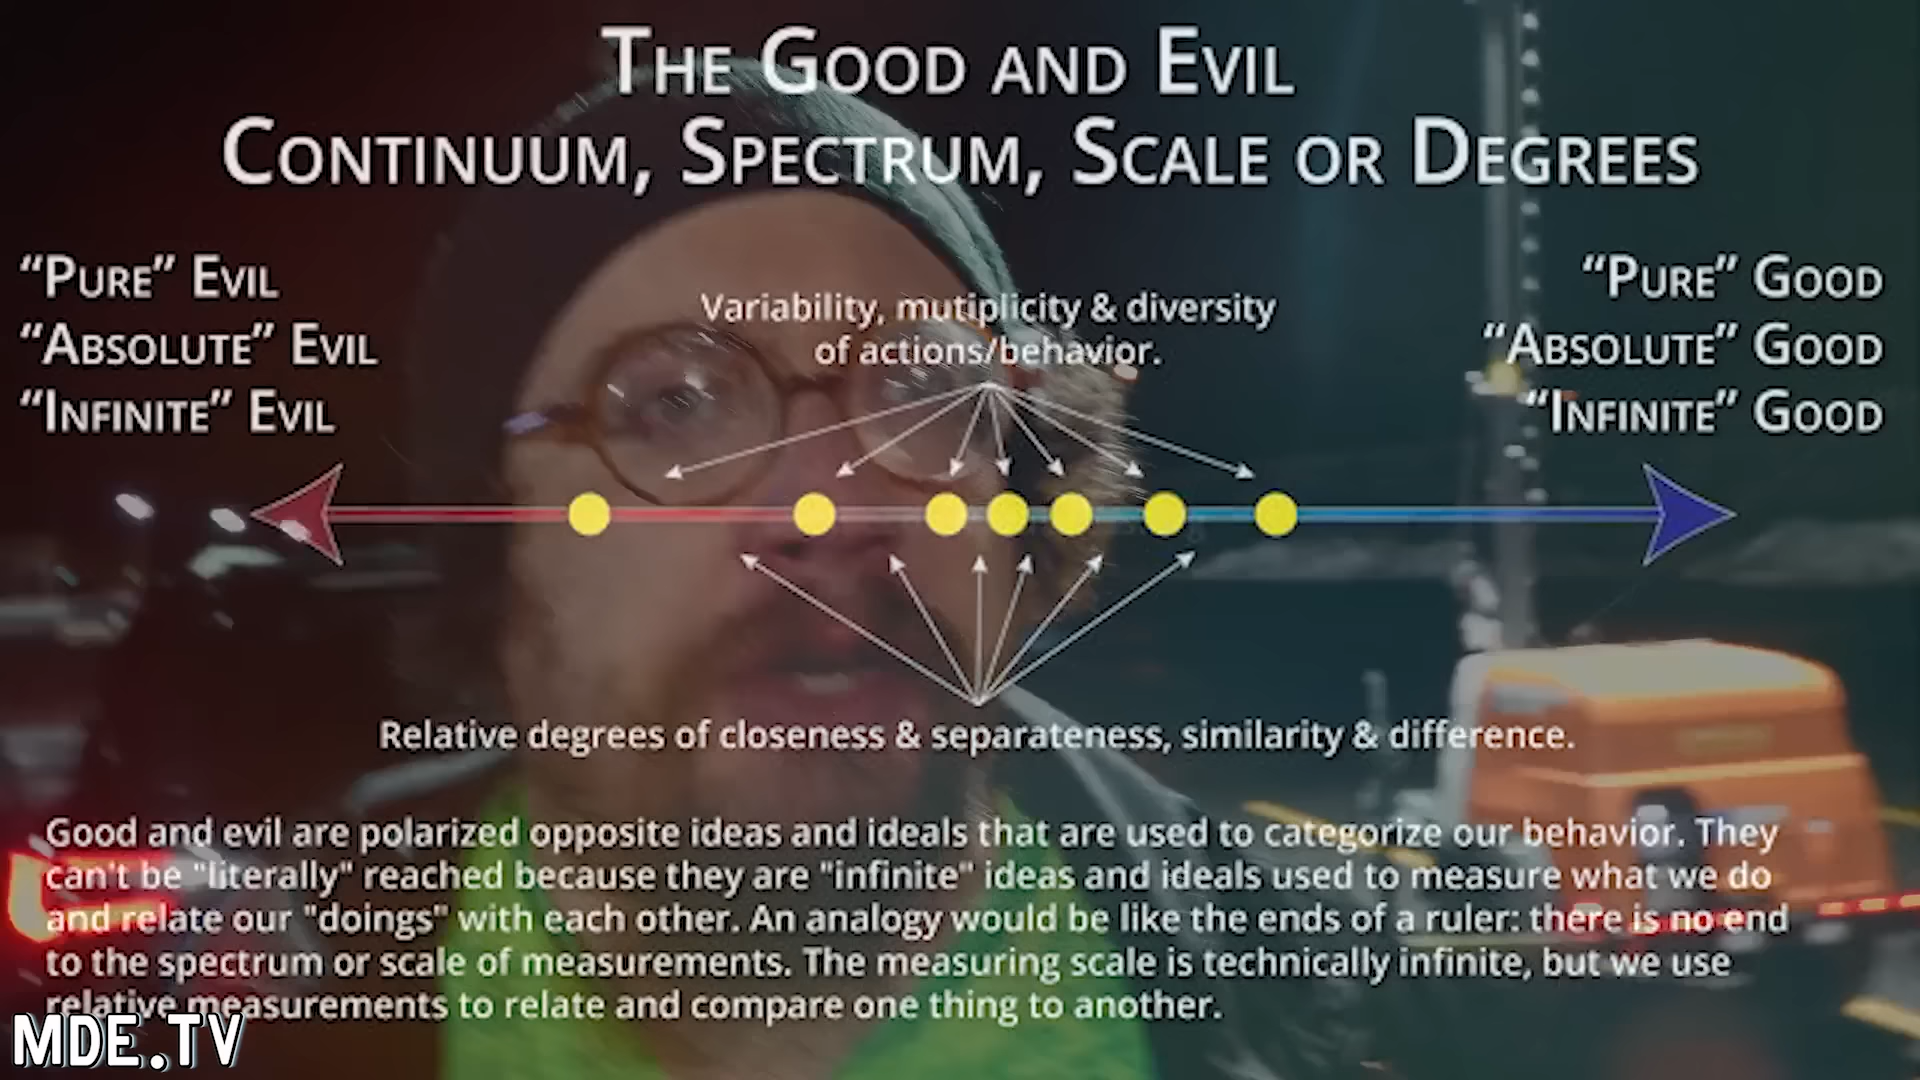 THE GOOD AND EVIL
CONTINUUM, SPECTRUM, SCALE OR DEGREES
“PURE” EVIL
“ABSOLUTE” EVIL
“INFINITE” EVIL
“PURE” GOOD
“ABSOLUTE” GOOD
“INFINITE” GOOD
Variability, mutiplicity & diversity
of actions/behavior.
Relative degrees of closeness & separateness, similarity & difference.
Good and evil are polarized opposite ideas and ideals that are used to categorize our behavior. They
can't be "literally" reached because they are "infinite" ideas and ideals used to measure what we do
and relate our "doings" with each other. An analogy would be like the ends of a ruler: there is no end
to the spectrum or scale of measurements. The measuring scale is technically infinite, but we use
relative measurements to relate and compare one thing to another.
MDE.TV